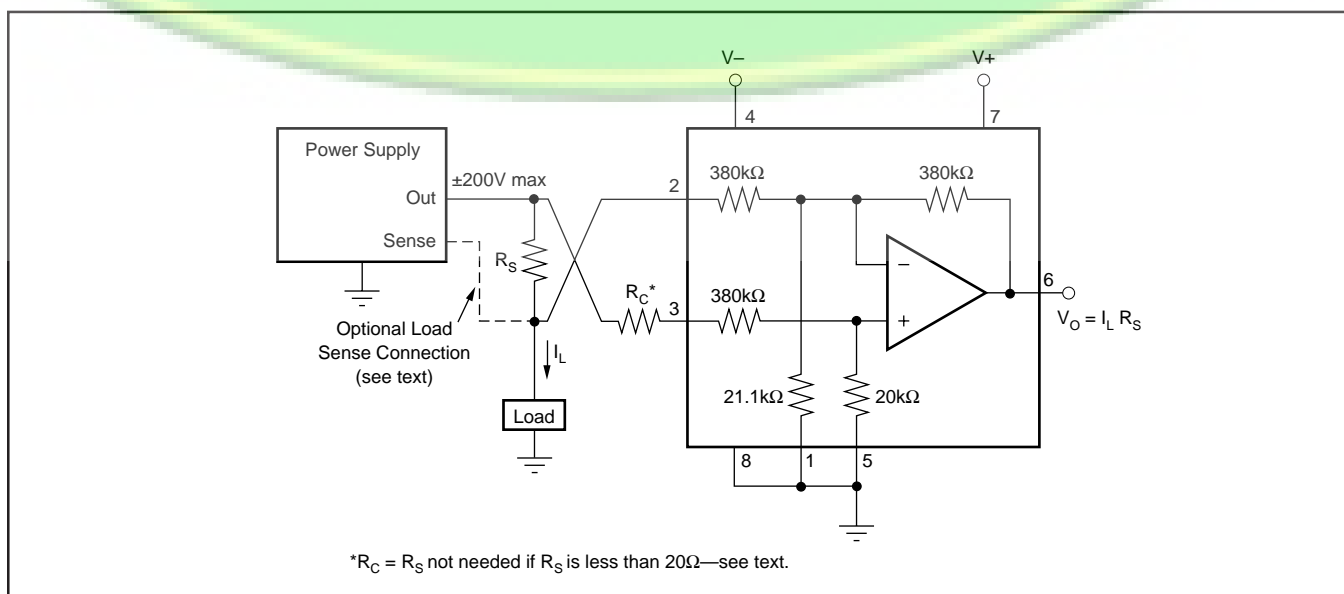 V–
V+
4
7
Power Supply
±200V max
Out
Sense
2
380kΩ
380kΩ
R_S
R_C*
3
380kΩ
–
+
6
V_O = I_L R_S
Optional Load
Sense Connection
(see text)
I_L
21.1kΩ
20kΩ
Load
8
1
5
*R_C = R_S not needed if R_S is less than 20Ω—see text.